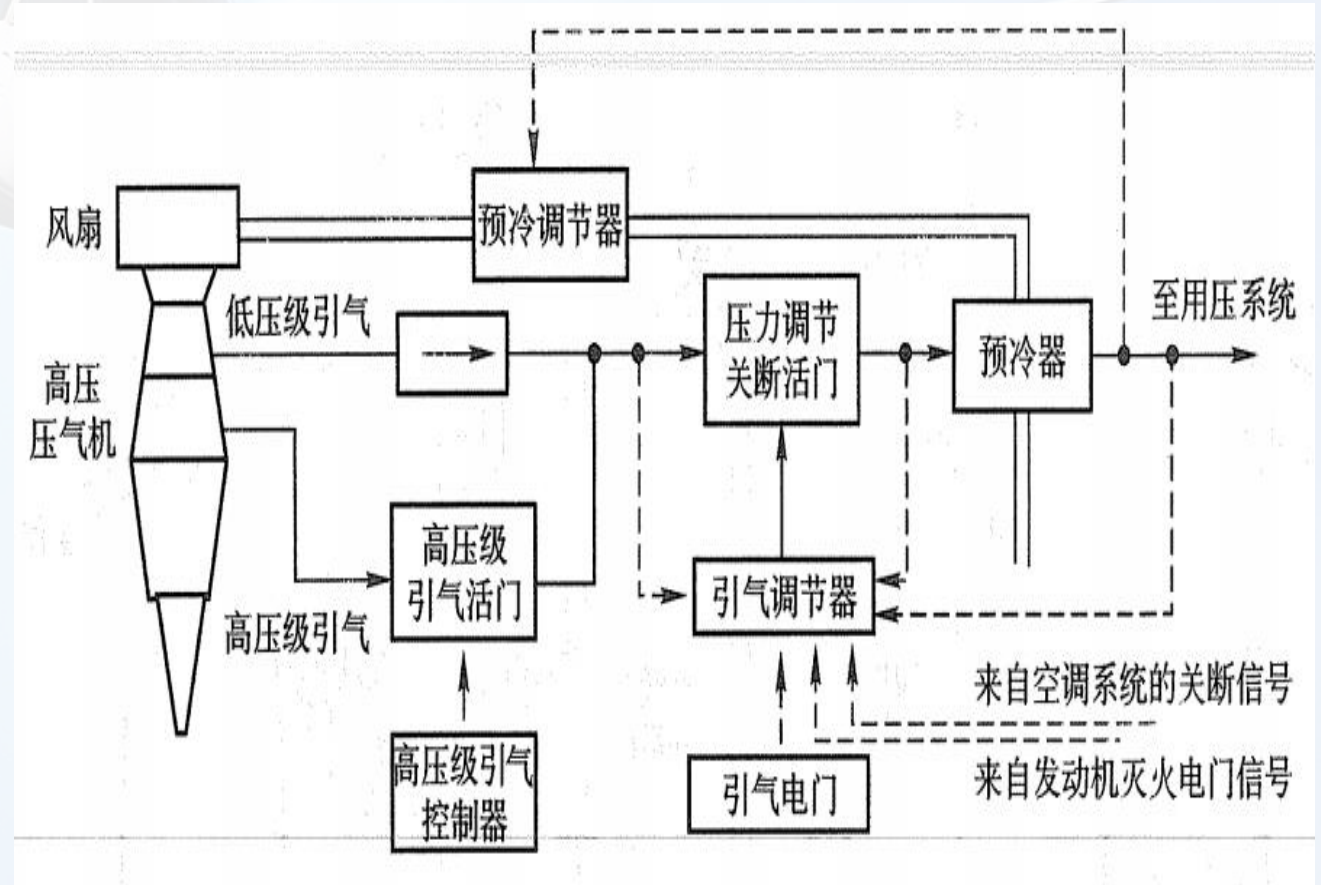 风扇
预冷调节器
低压级引气
压力调节
关断活门
至用压系统
预冷器
高压
压气机
高压级
引气活门
引气调节器
高压级引气
来自空调系统的关断信号
高压级引气
控制器
引气电门
来自发动机灭火电门信号